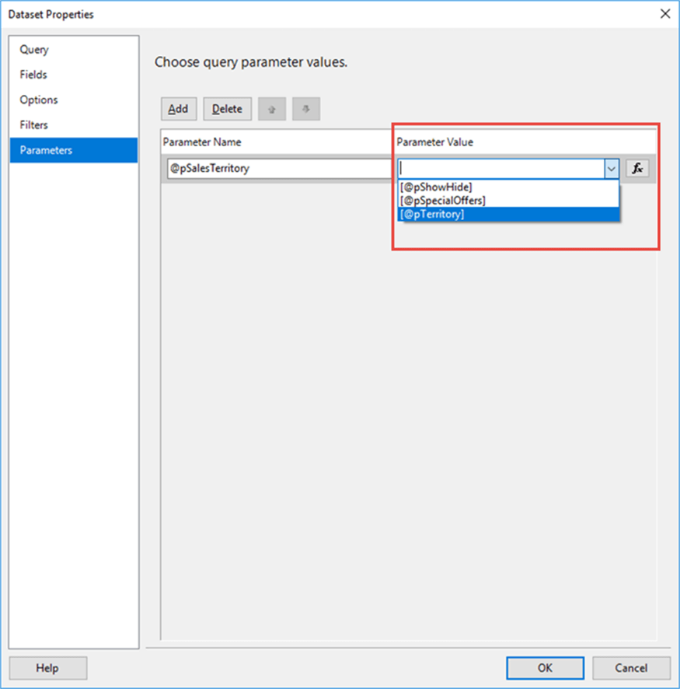 Dataset Properties
Query
Fields
Options
Filters
Parameters
Choose query parameter values.
Add Delete
Parameter Name Parameter Value
@pSalesTerritory fx
[@pShowHide]
[@pSpecialOffers]
[@pTerritory]
Help OK Cancel